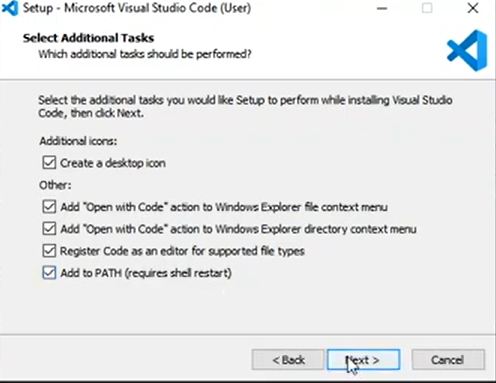 Setup - Microsoft Visual Studio Code (User)
Select Additional Tasks
Which additional tasks should be performed?
Select the additional tasks you would like Setup to perform while installing Visual Studio
Code, then click Next.
Additional icons:
Create a desktop icon
Other:
Add "Open with Code" action to Windows Explorer file context menu
Add "Open with Code" action to Windows Explorer directory context menu
Register Code as an editor for supported file types
Add to PATH (requires shell restart)
< Back
Next >
Cancel